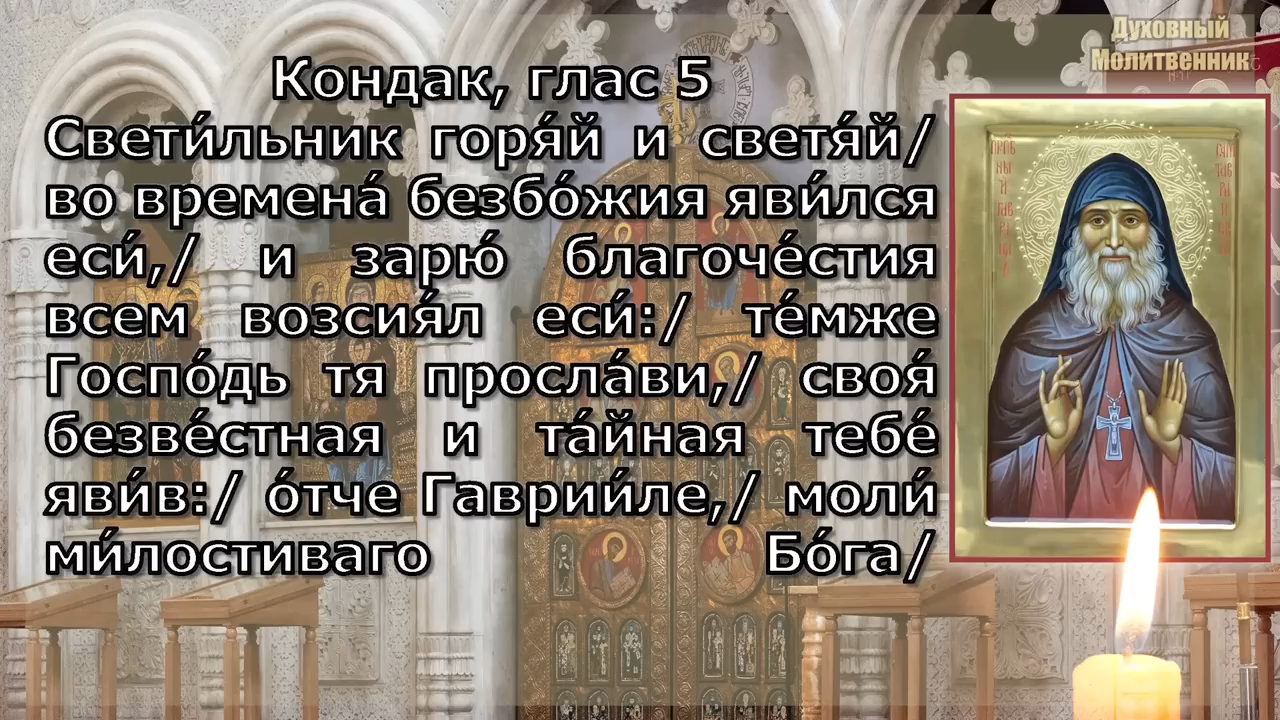 Духовный
Молитвенник
Кондак, глас 5
Свети́льник горя́й и светя́й/
во времена́ безбо́жия яви́лся
еси́,/ и зарю́ благоче́стия
всем возсия́л еси́:/ те́мже
Госпо́дь тя просла́ви,/ своя́
безве́стная и та́йная тебе́
яви́в:/ о́тче Гаврии́ле,/ моли́
ми́лостиваго Бо́га/